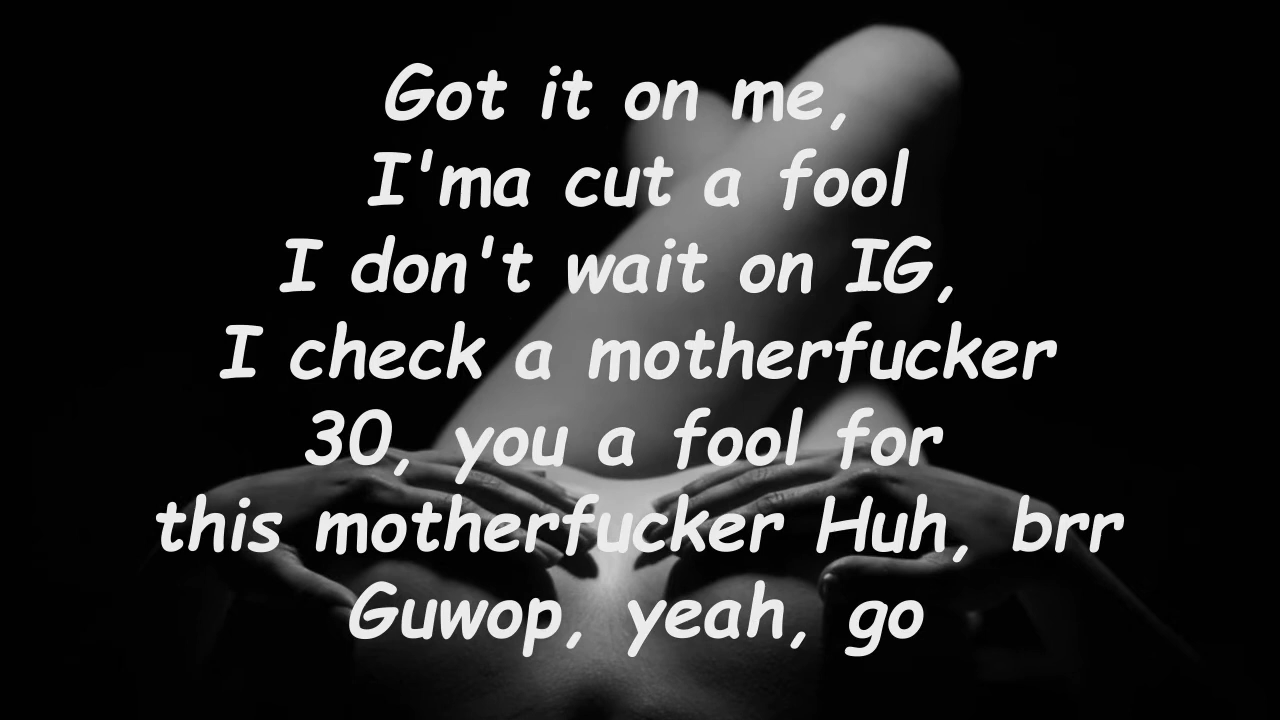 Got it on me,
I'ma cut a fool
I don't wait on IG,
I check a motherfucker
30, you a fool for
this motherfucker Huh, brr
Guwop, yeah, go